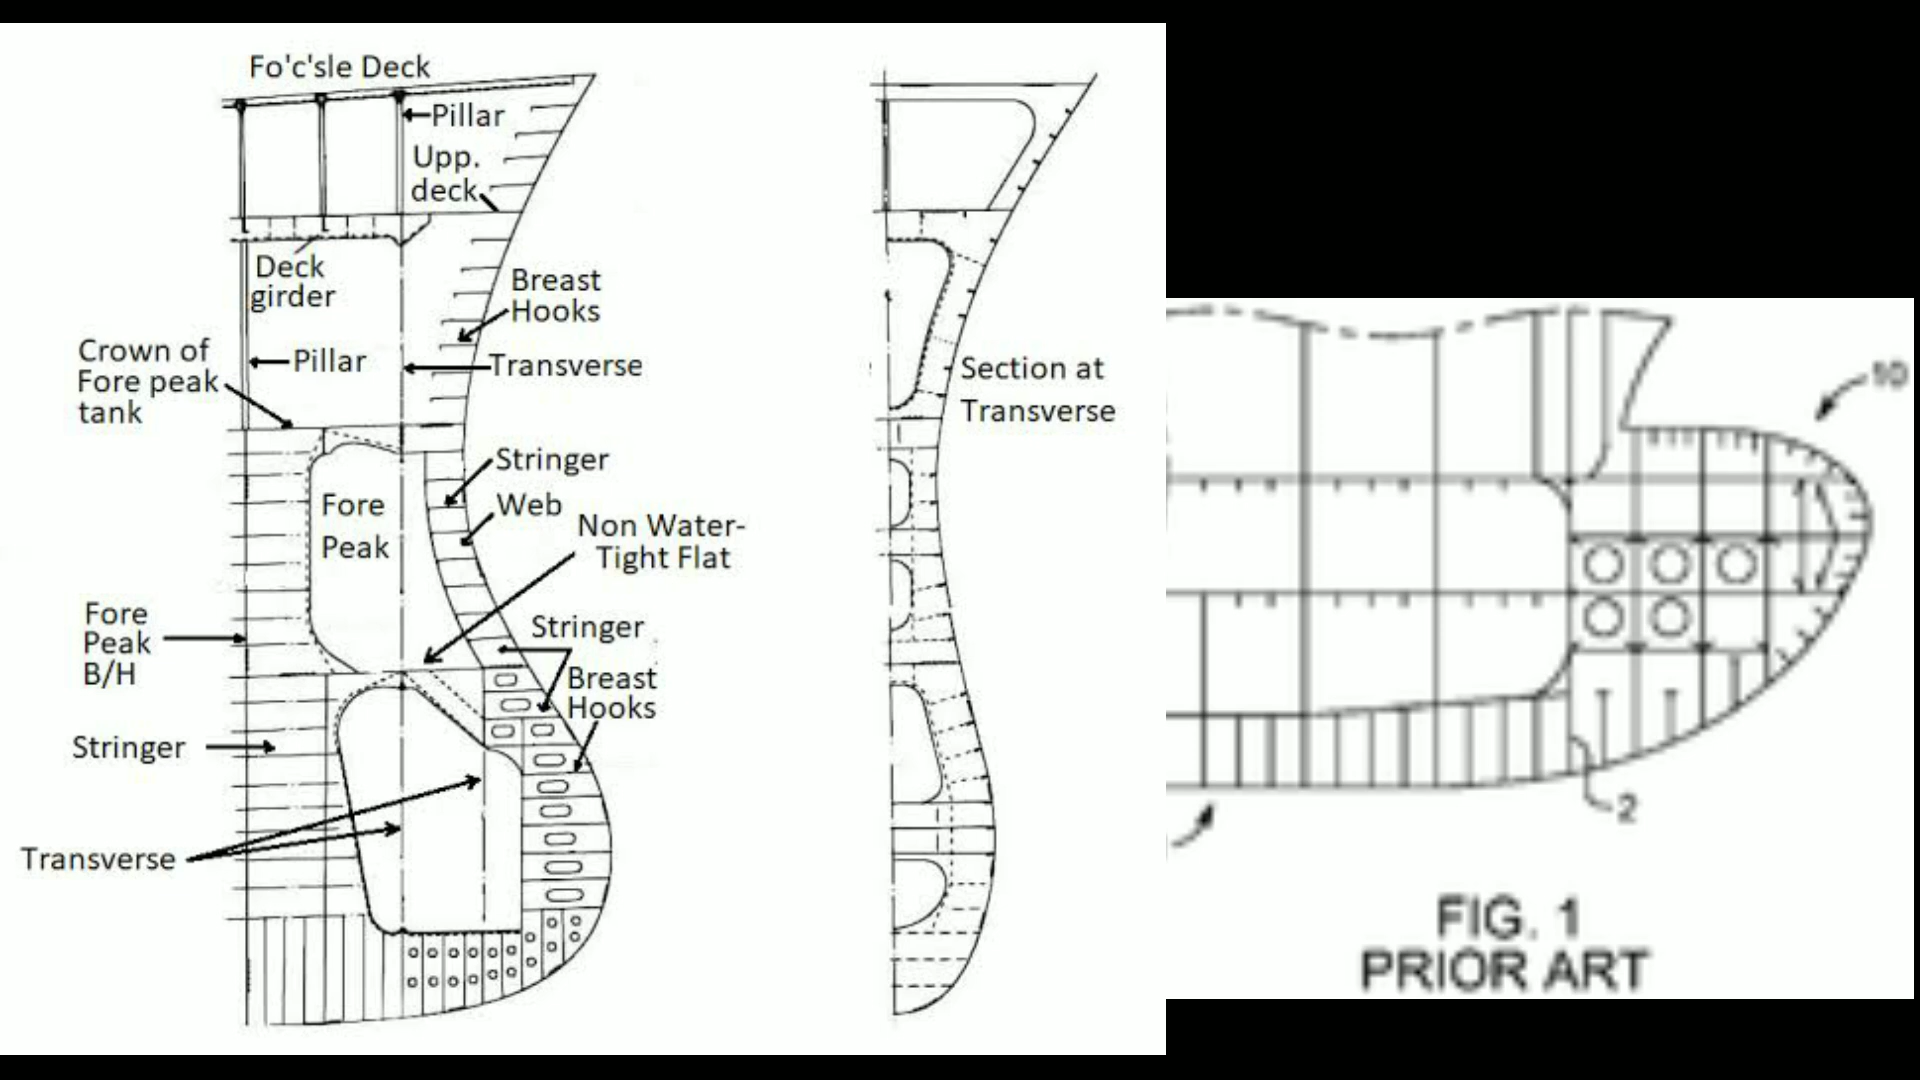 Fo'c'sle Deck
Pillar
Upp.
deck
Deck
girder
Breast
Hooks
Crown of
Fore peak
tank
Pillar
Transverse
Section at
Transverse
Stringer
Fore
Peak
Web
Non Water-
Tight Flat
Fore
Peak
B/H
Stringer
Breast
Hooks
Stringer
Transverse
10
2
FIG. 1
PRIOR ART